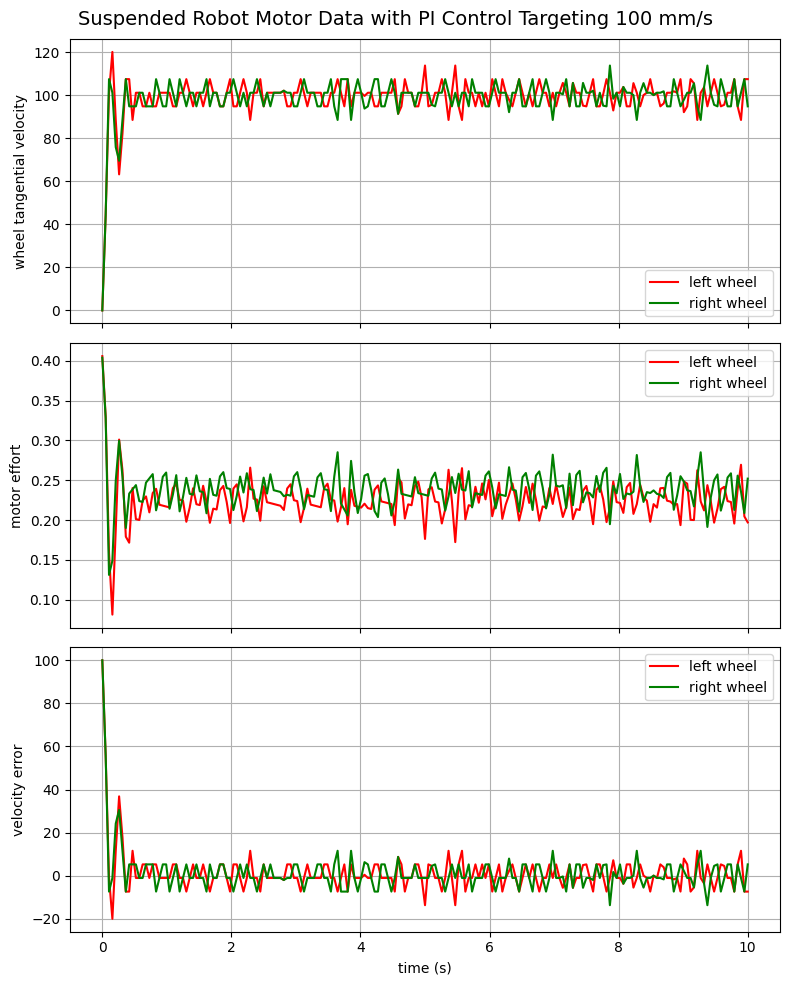 Suspended Robot Motor Data with PI Control Targeting 100 mm/s
120
100
80
60
40
20
0
wheel tangential velocity
left wheel
right wheel
0.40
0.35
0.30
0.25
0.20
0.15
0.10
motor effort
left wheel
right wheel
100
80
60
40
20
0
−20
velocity error
left wheel
right wheel
0 2 4 6 8 10
time (s)